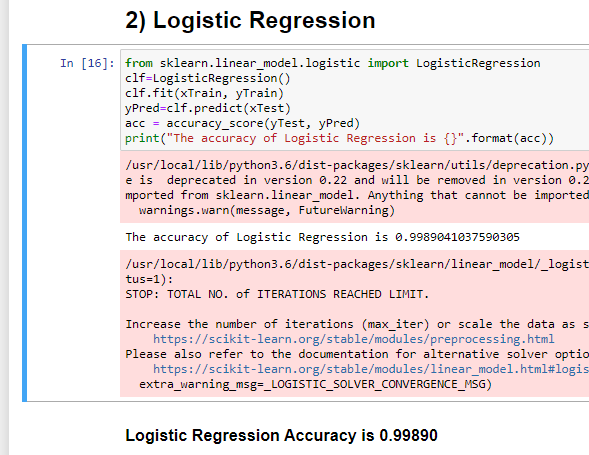 2) Logistic Regression
In [16]: from sklearn.linear_model.logistic import LogisticRegression
clf=LogisticRegression()
clf.fit(xTrain, yTrain)
yPred=clf.predict(xTest)
acc = accuracy_score(yTest, yPred)
print("The accuracy of Logistic Regression is {}".format(acc))
/usr/local/lib/python3.6/dist-packages/sklearn/utils/deprecation.py
e is  deprecated in version 0.22 and will be removed in version 0.2
mported from sklearn.linear_model. Anything that cannot be imported
  warnings.warn(message, FutureWarning)
The accuracy of Logistic Regression is 0.9989041037590305
/usr/local/lib/python3.6/dist-packages/sklearn/linear_model/_logist
tus=1):
STOP: TOTAL NO. of ITERATIONS REACHED LIMIT.
Increase the number of iterations (max_iter) or scale the data as s
    https://scikit-learn.org/stable/modules/preprocessing.html
Please also refer to the documentation for alternative solver optio
    https://scikit-learn.org/stable/modules/linear_model.html#logis
  extra_warning_msg=_LOGISTIC_SOLVER_CONVERGENCE_MSG)
Logistic Regression Accuracy is 0.99890